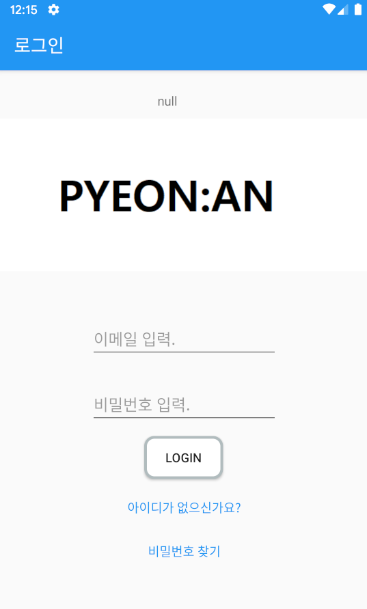 12:15
로그인
null
PYEON:AN
이메일 입력.
비밀번호 입력.
LOGIN
아이디가 없으신가요?
비밀번호 찾기